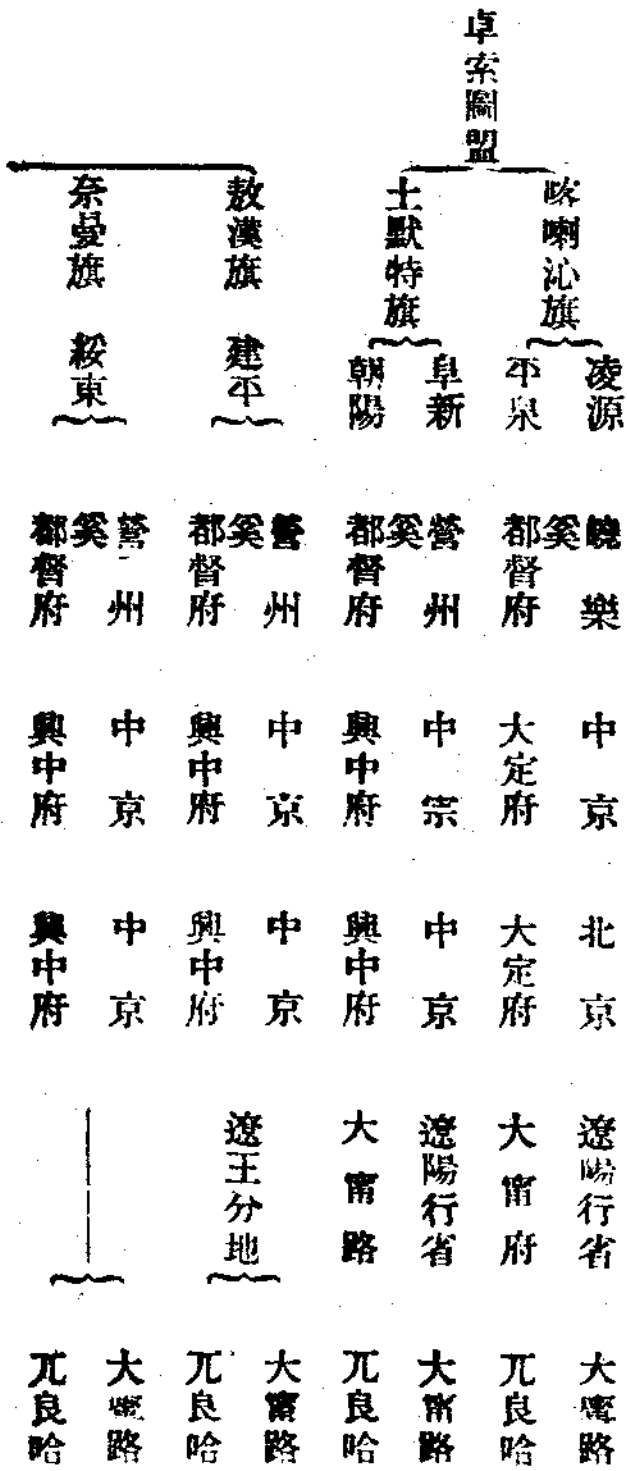 卓索圖盟
喀喇沁旗
凌源 饒樂 中京 北京 遼陽行省 大甯路
平泉 奚都督府 大定府 大定府 大甯府 兀良哈
土默特旗
阜新 營州 中宗 中京 遼陽行省 大甯路
朝陽 奚都督府 興中府 興中府 大甯路 兀良哈
敖漢旗 建平
營州 中京 中京 遼王分地 大甯路
奚都督府 興中府 興中府 兀良哈
奈曼旗 綏東
營州 中京 中京 大甯路
奚都督府 興中府 興中府 兀良哈